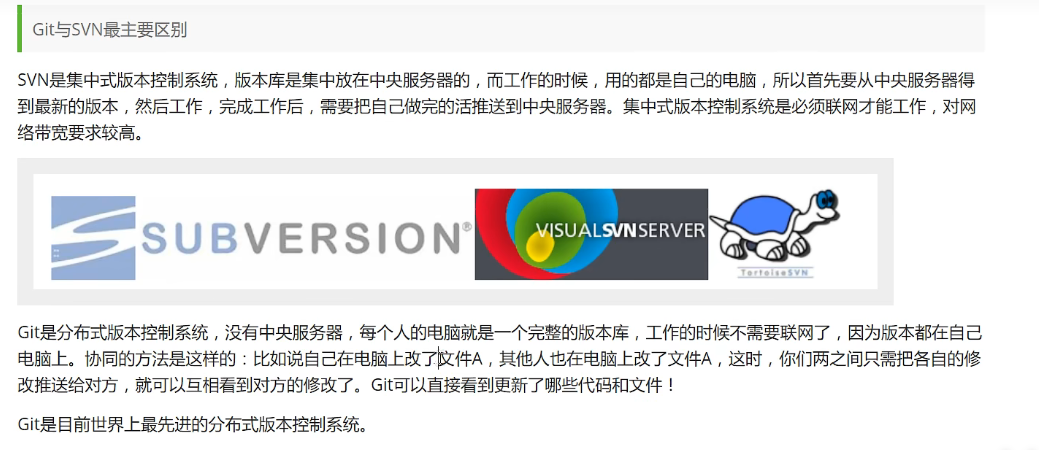 Git与SVN最主要区别
SVN是集中式版本控制系统，版本库是集中放在中央服务器的，而工作的时候，用的都是自己的电脑，所以首先要从中央服务器得
到最新的版本，然后工作，完成工作后，需要把自己做完的活推送到中央服务器。集中式版本控制系统是必须联网才能工作，对网
络带宽要求较高。
SUBVERSION®
VISUALSVNSERVER
TortoiseSVN
Git是分布式版本控制系统，没有中央服务器，每个人的电脑就是一个完整的版本库，工作的时候不需要联网了，因为版本都在自己
电脑上。协同的方法是这样的：比如说自己在电脑上改了文件A，其他人也在电脑上改了文件A，这时，你们两之间只需把各自的修
改推送给对方，就可以互相看到对方的修改了。Git可以直接看到更新了哪些代码和文件！
Git是目前世界上最先进的分布式版本控制系统。